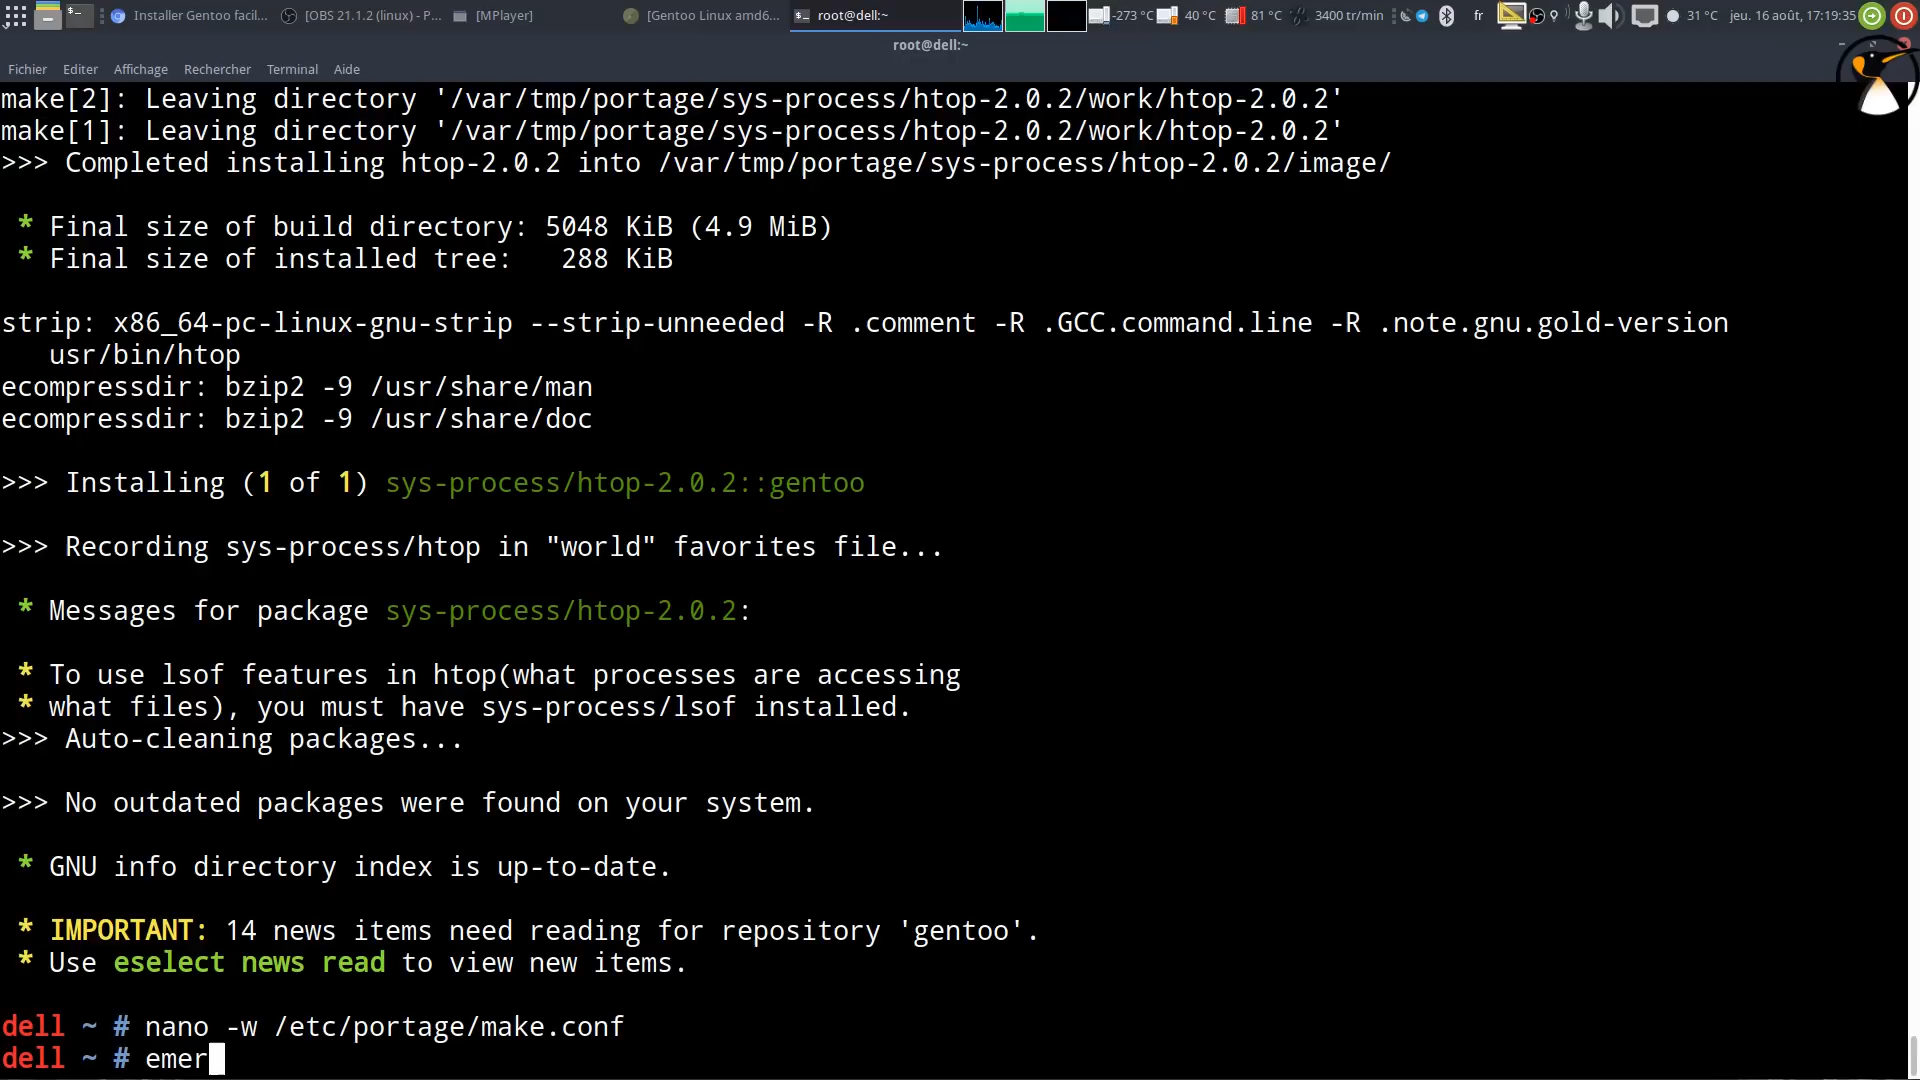 Installer Gentoo facil... [OBS 21.1.2 (linux) - P... [MPlayer] [Gentoo Linux amd6... root@dell:~ -273 °C 40 °C 81 °C 3400 tr/min fr 31 °C jeu. 16 août, 17:19:35
root@dell:~
Fichier Editer Affichage Rechercher Terminal Aide
make[2]: Leaving directory '/var/tmp/portage/sys-process/htop-2.0.2/work/htop-2.0.2'
make[1]: Leaving directory '/var/tmp/portage/sys-process/htop-2.0.2/work/htop-2.0.2'
>>> Completed installing htop-2.0.2 into /var/tmp/portage/sys-process/htop-2.0.2/image/
* Final size of build directory: 5048 KiB (4.9 MiB)
* Final size of installed tree:   288 KiB
strip: x86_64-pc-linux-gnu-strip --strip-unneeded -R .comment -R .GCC.command.line -R .note.gnu.gold-version
usr/bin/htop
ecompressdir: bzip2 -9 /usr/share/man
ecompressdir: bzip2 -9 /usr/share/doc
>>> Installing (1 of 1) sys-process/htop-2.0.2::gentoo
>>> Recording sys-process/htop in "world" favorites file...
* Messages for package sys-process/htop-2.0.2:
* To use lsof features in htop(what processes are accessing
* what files), you must have sys-process/lsof installed.
>>> Auto-cleaning packages...
>>> No outdated packages were found on your system.
* GNU info directory index is up-to-date.
* IMPORTANT: 14 news items need reading for repository 'gentoo'.
* Use eselect news read to view new items.
dell ~ # nano -w /etc/portage/make.conf
dell ~ # emer